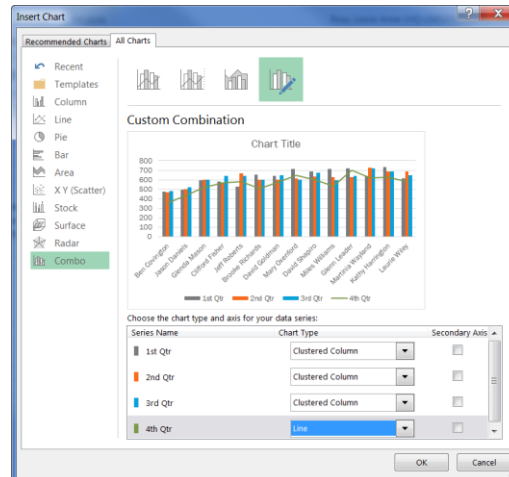 Insert Chart
Recommended Charts All Charts
Recent
Templates
Column
Line
Pie
Bar
Area
X Y (Scatter)
Stock
Surface
Radar
Combo
Custom Combination
Chart Title
800
700
600
500
400
300
200
100
0
Ben Covington
Jason Daniels
Glenda Mason
Clifford Fisher
Jeff Roberts
Brooke Richards
David Goldman
Mary Oxenford
David Shapiro
Miles Williams
Glenn Leader
Martinia Wayland
Kathy Harrington
Laurie Wiley
1st Qtr 2nd Qtr 3rd Qtr 4th Qtr
Choose the chart type and axis for your data series:
Series Name Chart Type Secondary Axis
1st Qtr Clustered Column
2nd Qtr Clustered Column
3rd Qtr Clustered Column
4th Qtr Line
OK Cancel